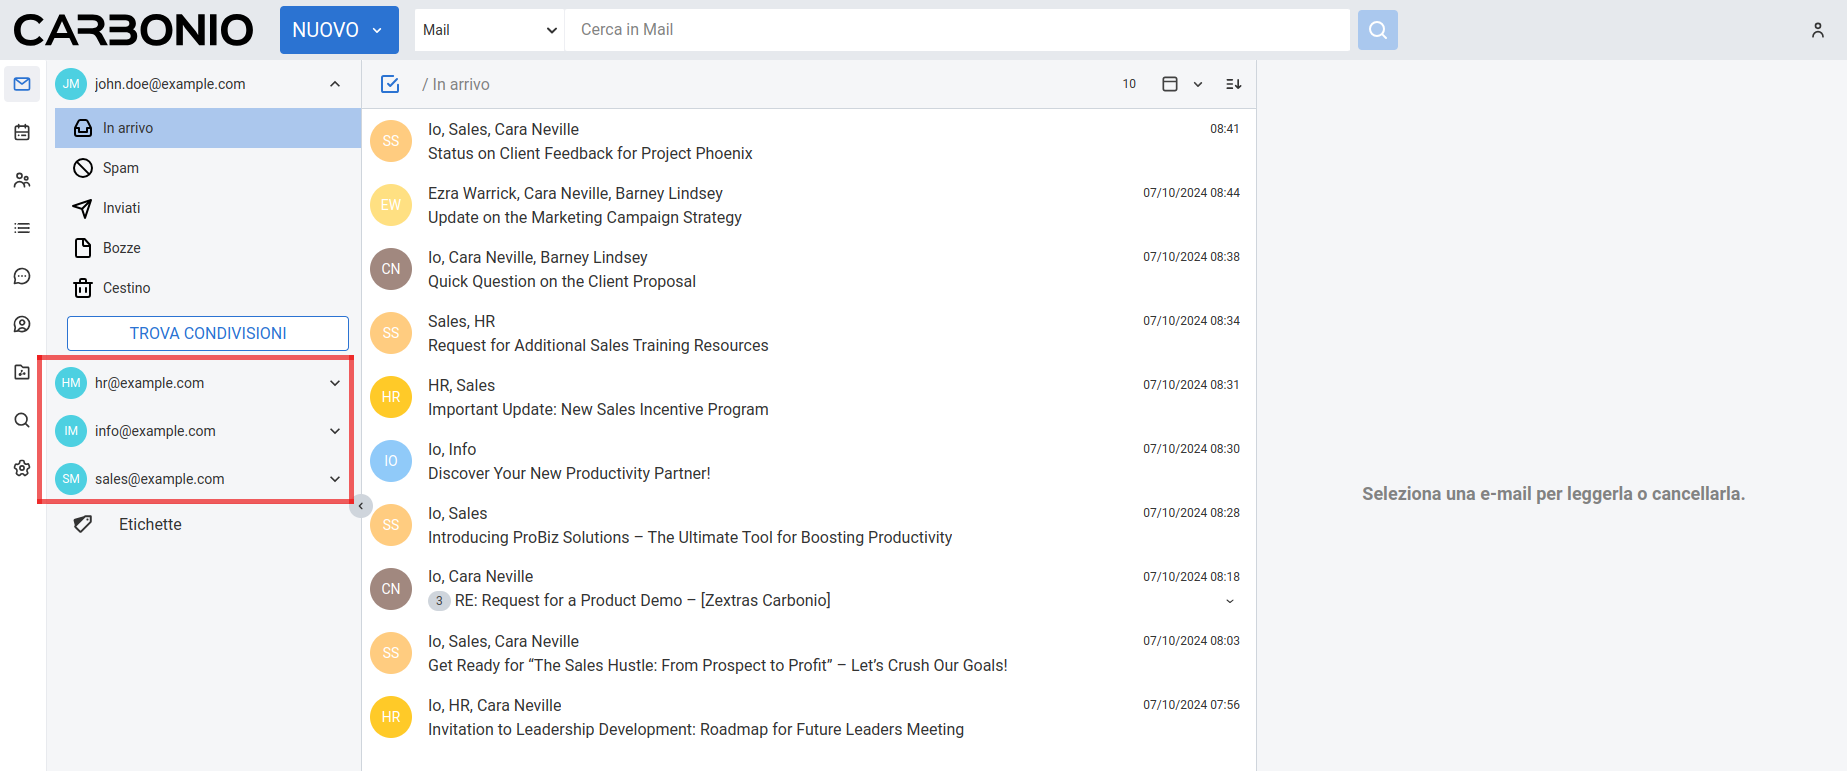 CARBONIO
NUOVO
Mail
Cerca in Mail
JM john.doe@example.com
In arrivo
Spam
Inviati
Bozze
Cestino
TROVA CONDIVISIONI
HM hr@example.com
IM info@example.com
SM sales@example.com
Etichette
/ In arrivo
10
SS
Io, Sales, Cara Neville 08:41
Status on Client Feedback for Project Phoenix
EW
Ezra Warrick, Cara Neville, Barney Lindsey 07/10/2024 08:44
Update on the Marketing Campaign Strategy
CN
Io, Cara Neville, Barney Lindsey 07/10/2024 08:38
Quick Question on the Client Proposal
SS
Sales, HR 07/10/2024 08:34
Request for Additional Sales Training Resources
HR
HR, Sales 07/10/2024 08:31
Important Update: New Sales Incentive Program
IO
Io, Info 07/10/2024 08:30
Discover Your New Productivity Partner!
SS
Io, Sales 07/10/2024 08:28
Introducing ProBiz Solutions – The Ultimate Tool for Boosting Productivity
CN
Io, Cara Neville 07/10/2024 08:18
3 RE: Request for a Product Demo – [Zextras Carbonio]
SS
Io, Sales, Cara Neville 07/10/2024 08:03
Get Ready for “The Sales Hustle: From Prospect to Profit” – Let’s Crush Our Goals!
HR
Io, HR, Cara Neville 07/10/2024 07:56
Invitation to Leadership Development: Roadmap for Future Leaders Meeting
Seleziona una e-mail per leggerla o cancellarla.